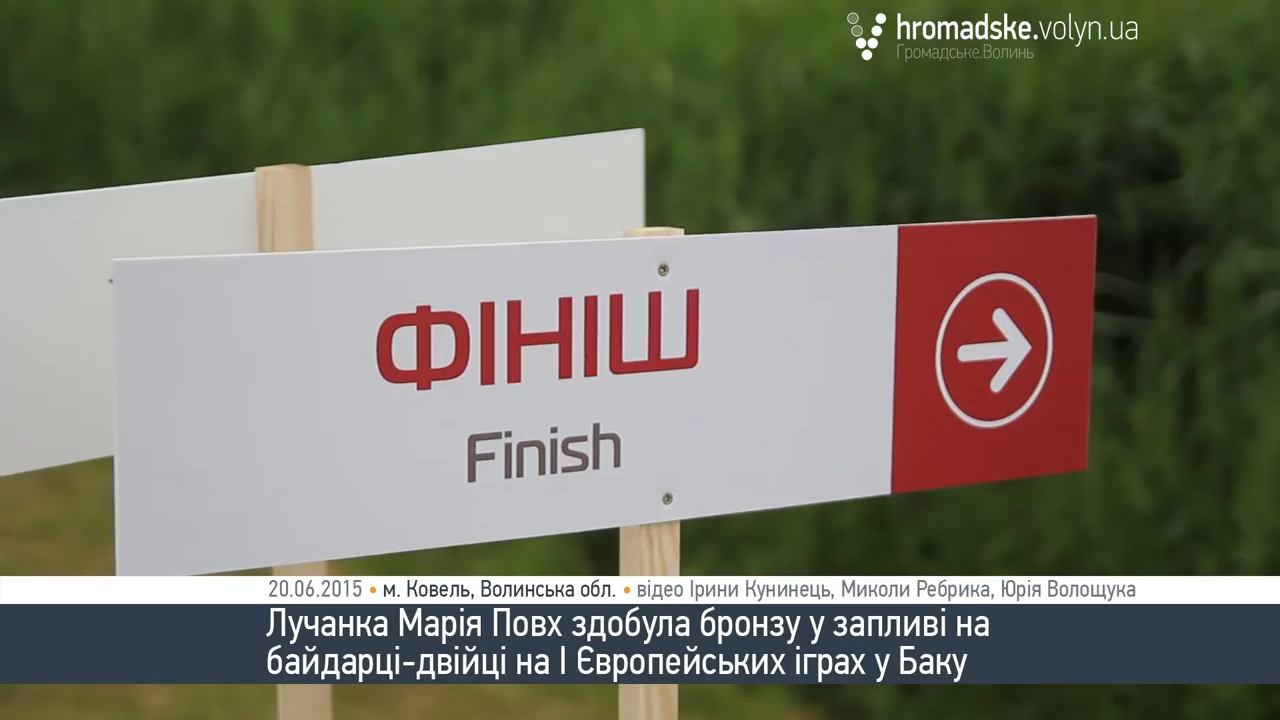 hromadske.volyn.ua
Громадське.Волинь
ФІНІШ
Finish
20.06.2015 • м. Ковель, Волинська обл. • відео Ірини Кунинець, Миколи Ребрика, Юрія Волощука
Лучанка Марія Повх здобула бронзу у запливі на
байдарці-двійці на І Європейських іграх у Баку